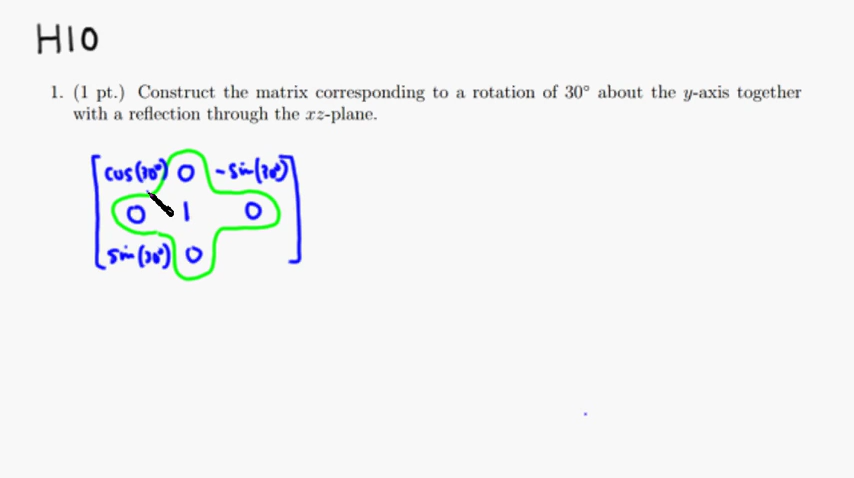 H10
1. (1 pt.) Construct the matrix corresponding to a rotation of 30° about the y-axis together
with a reflection through the xz-plane.
cos(30°) 0 -sin(30°)
0 1 0
sin(30°) 0